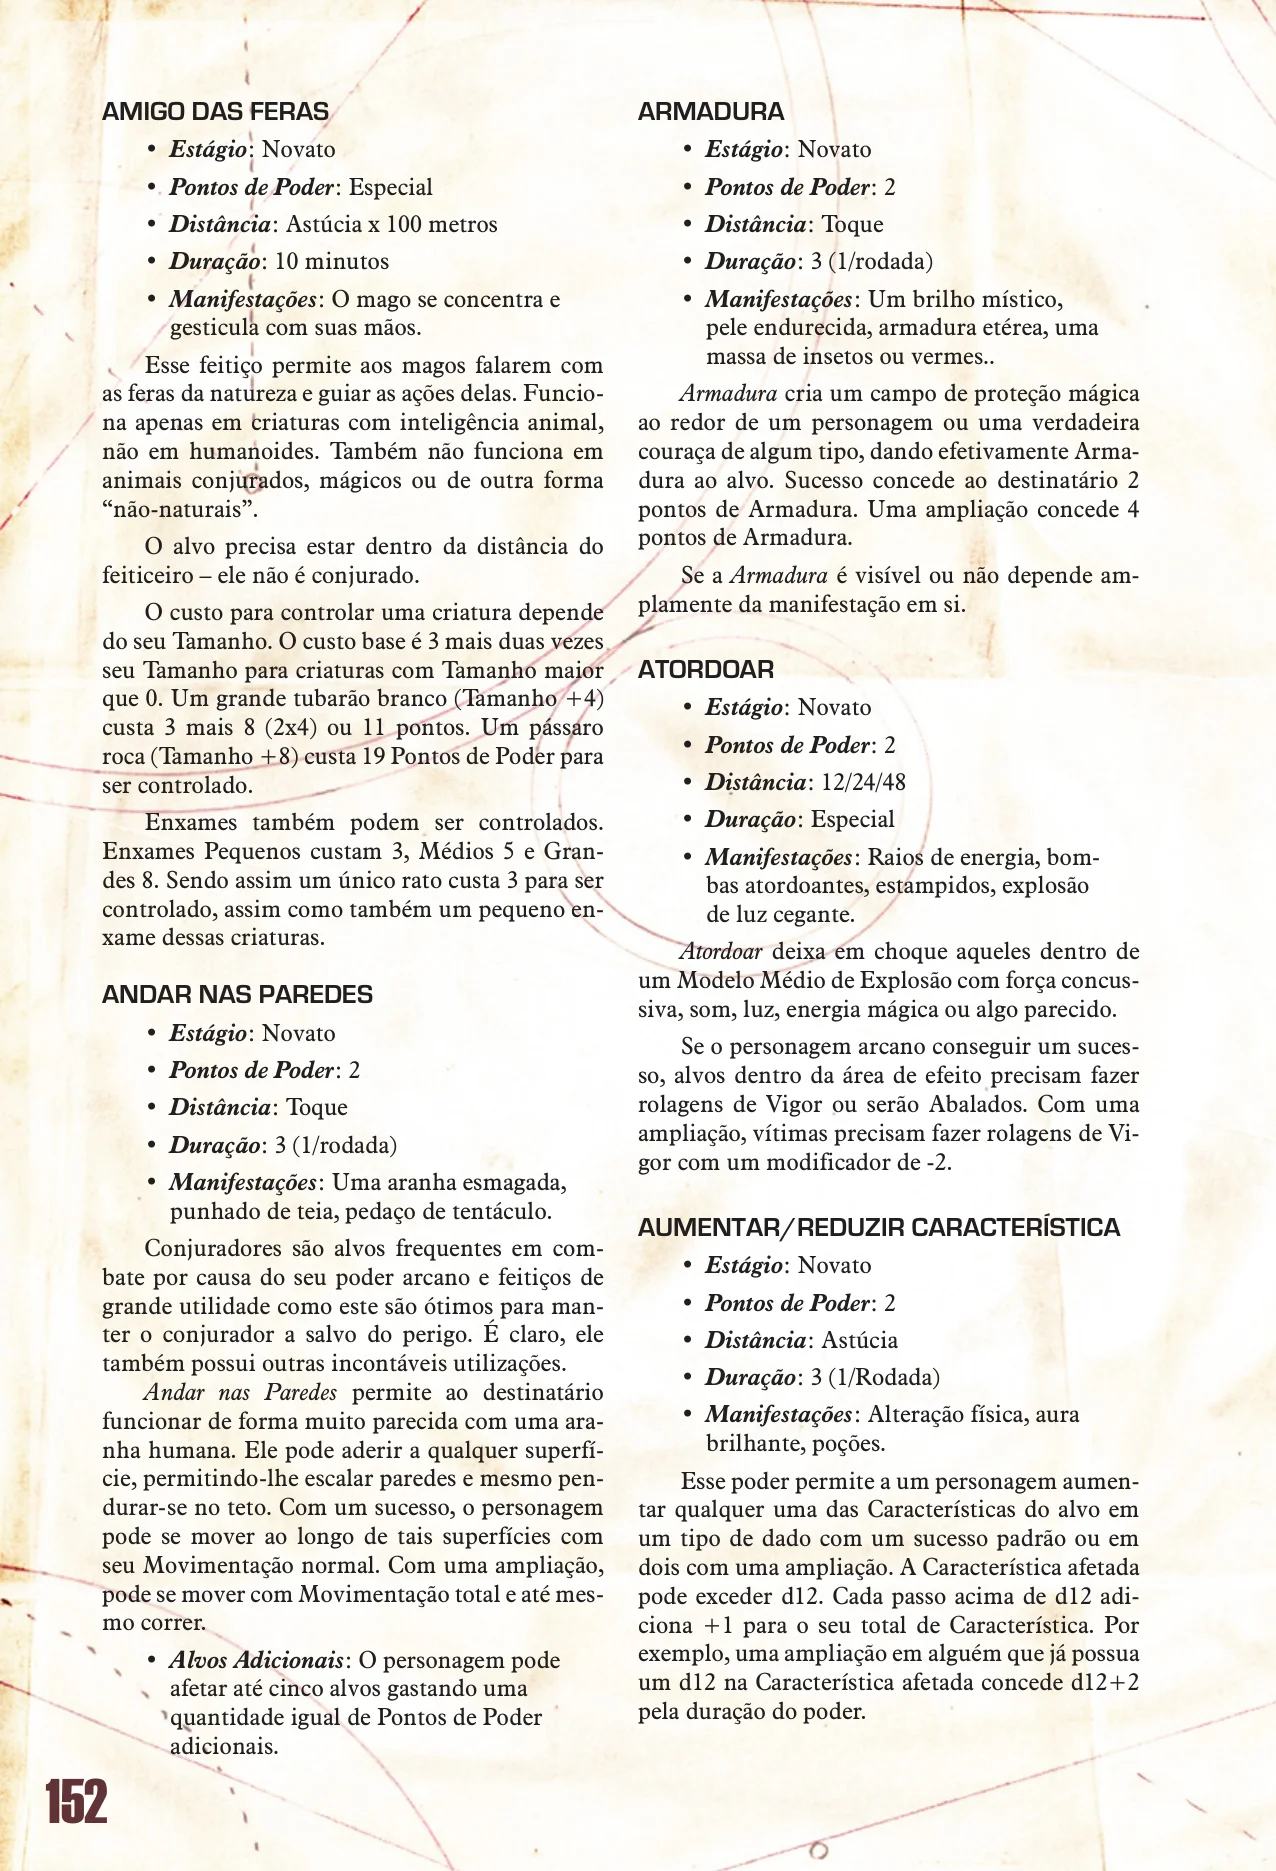 AMIGO DAS FERAS
• Estágio: Novato
• Pontos de Poder: Especial
• Distância: Astúcia x 100 metros
• Duração: 10 minutos
• Manifestações: O mago se concentra e
gesticula com suas mãos.
Esse feitiço permite aos magos falarem com
as feras da natureza e guiar as ações delas. Funcio-
na apenas em criaturas com inteligência animal,
não em humanoides. Também não funciona em
animais conjurados, mágicos ou de outra forma
“não-naturais”.
O alvo precisa estar dentro da distância do
feiticeiro – ele não é conjurado.
O custo para controlar uma criatura depende
do seu Tamanho. O custo base é 3 mais duas vezes
seu Tamanho para criaturas com Tamanho maior
que 0. Um grande tubarão branco (Tamanho +4)
custa 3 mais 8 (2x4) ou 11 pontos. Um pássaro
roca (Tamanho +8) custa 19 Pontos de Poder para
ser controlado.
Enxames também podem ser controlados.
Enxames Pequenos custam 3, Médios 5 e Gran-
des 8. Sendo assim um único rato custa 3 para ser
controlado, assim como também um pequeno en-
xame dessas criaturas.
ANDAR NAS PAREDES
• Estágio: Novato
• Pontos de Poder: 2
• Distância: Toque
• Duração: 3 (1/rodada)
• Manifestações: Uma aranha esmagada,
punhado de teia, pedaço de tentáculo.
Conjuradores são alvos frequentes em com-
bate por causa do seu poder arcano e feitiços de
grande utilidade como este são ótimos para man-
ter o conjurador a salvo do perigo. É claro, ele
também possui outras incontáveis utilizações.
Andar nas Paredes permite ao destinatário
funcionar de forma muito parecida com uma ara-
nha humana. Ele pode aderir a qualquer superfí-
cie, permitindo-lhe escalar paredes e mesmo pen-
durar-se no teto. Com um sucesso, o personagem
pode se mover ao longo de tais superfícies com
seu Movimentação normal. Com uma ampliação,
pode se mover com Movimentação total e até mes-
mo correr.
• Alvos Adicionais: O personagem pode
afetar até cinco alvos gastando uma
quantidade igual de Pontos de Poder
adicionais.
152
ARMADURA
• Estágio: Novato
• Pontos de Poder: 2
• Distância: Toque
• Duração: 3 (1/rodada)
• Manifestações: Um brilho místico,
pele endurecida, armadura etérea, uma
massa de insetos ou vermes..
Armadura cria um campo de proteção mágica
ao redor de um personagem ou uma verdadeira
couraça de algum tipo, dando efetivamente Arma-
dura ao alvo. Sucesso concede ao destinatário 2
pontos de Armadura. Uma ampliação concede 4
pontos de Armadura.
Se a Armadura é visível ou não depende am-
plamente da manifestação em si.
ATORDOAR
• Estágio: Novato
• Pontos de Poder: 2
• Distância: 12/24/48
• Duração: Especial
• Manifestações: Raios de energia, bom-
bas atordoantes, estampidos, explosão
de luz cegante.
Atordoar deixa em choque aqueles dentro de
um Modelo Médio de Explosão com força concus-
siva, som, luz, energia mágica ou algo parecido.
Se o personagem arcano conseguir um suces-
so, alvos dentro da área de efeito precisam fazer
rolagens de Vigor ou serão Abalados. Com uma
ampliação, vítimas precisam fazer rolagens de Vi-
gor com um modificador de -2.
AUMENTAR/REDUZIR CARACTERÍSTICA
• Estágio: Novato
• Pontos de Poder: 2
• Distância: Astúcia
• Duração: 3 (1/Rodada)
• Manifestações: Alteração física, aura
brilhante, poções.
Esse poder permite a um personagem aumen-
tar qualquer uma das Características do alvo em
um tipo de dado com um sucesso padrão ou em
dois com uma ampliação. A Característica afetada
pode exceder d12. Cada passo acima de d12 adi-
ciona +1 para o seu total de Característica. Por
exemplo, uma ampliação em alguém que já possua
um d12 na Característica afetada concede d12+2
pela duração do poder.